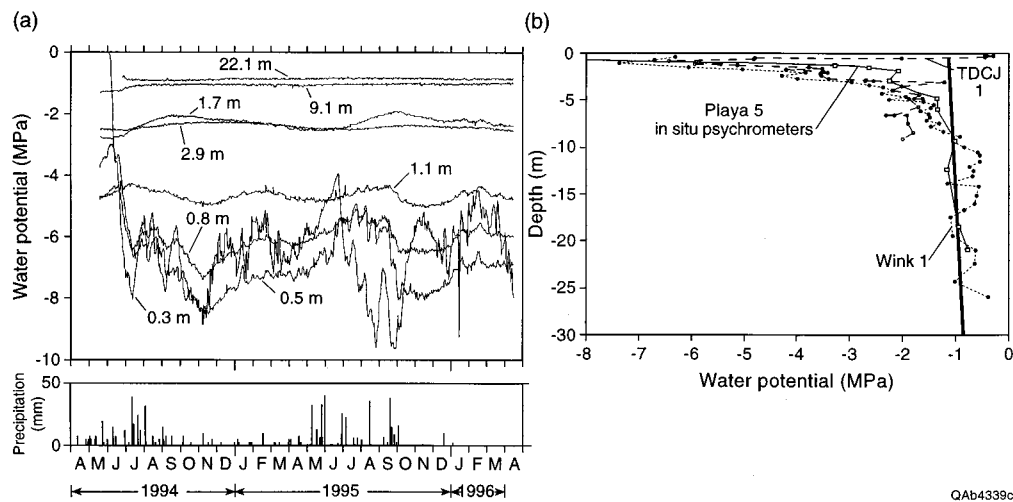 (a)
0
-2
-4
-6
-8
-10
Water potential (MPa)
22.1 m
9.1 m
1.7 m
2.9 m
1.1 m
0.8 m
0.5 m
0.3 m
50
0
Precipitation
(mm)
A M J J A S O N D J F M A M J J A S O N D J F M A
1994 1995 1996
(b)
0
-5
-10
-15
-20
-25
-30
Depth (m)
TDCJ
1
Playa 5
in situ psychrometers
Wink 1
-8 -7 -6 -5 -4 -3 -2 -1 0
Water potential (MPa)
QAb4339c